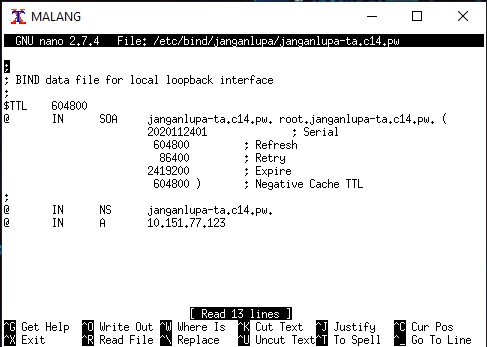 MALANG
GNU nano 2.7.4 File: /etc/bind/janganlupa/janganlupa-ta.c14.pw
;
; BIND data file for local loopback interface
;
$TTL 604800
@ IN SOA janganlupa-ta.c14.pw. root.janganlupa-ta.c14.pw. (
2020112401 ; Serial
604800 ; Refresh
86400 ; Retry
2419200 ; Expire
604800 ) ; Negative Cache TTL
;
@ IN NS janganlupa-ta.c14.pw.
@ IN A 10.151.77.123
[ Read 13 lines ]
^G Get Help ^O Write Out ^W Where Is ^K Cut Text ^J Justify ^C Cur Pos
^X Exit ^R Read File ^\ Replace ^U Uncut Text ^T To Spell ^_ Go To Line